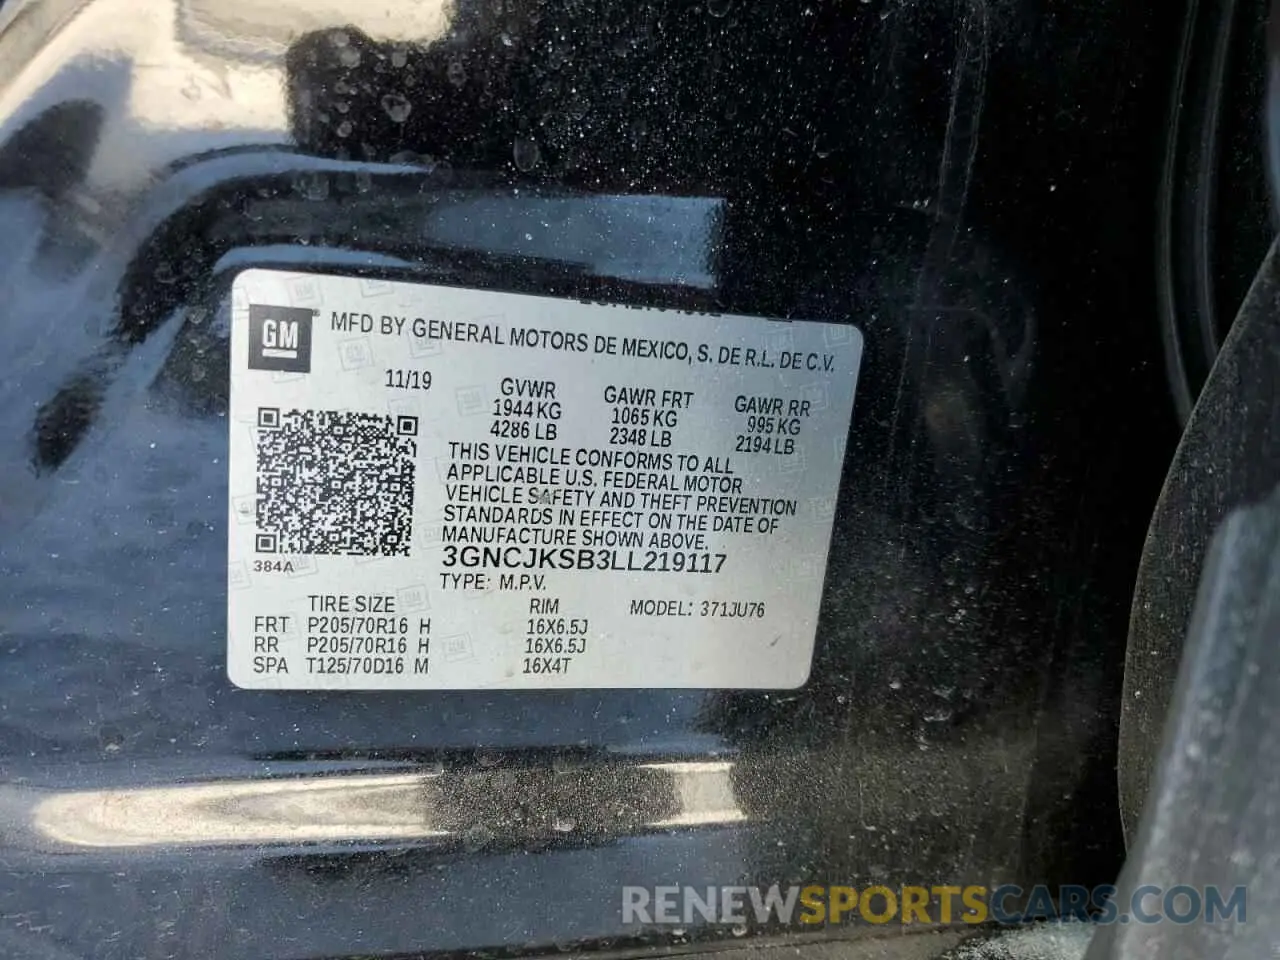 GM
MFD BY GENERAL MOTORS DE MEXICO, S. DE R.L. DE C.V.
11/19 GVWR GAWR FRT GAWR RR
1944 KG 1065 KG 995 KG
4286 LB 2348 LB 2194 LB
THIS VEHICLE CONFORMS TO ALL
APPLICABLE U.S. FEDERAL MOTOR
VEHICLE SAFETY AND THEFT PREVENTION
STANDARDS IN EFFECT ON THE DATE OF
MANUFACTURE SHOWN ABOVE.
384A 3GNCJKSB3LL219117
TYPE: M.P.V.
TIRE SIZE RIM MODEL: 371JU76
FRT P205/70R16 H 16X6.5J
RR P205/70R16 H 16X6.5J
SPA T125/70D16 M 16X4T
RENEWSPORTSCARS.COM